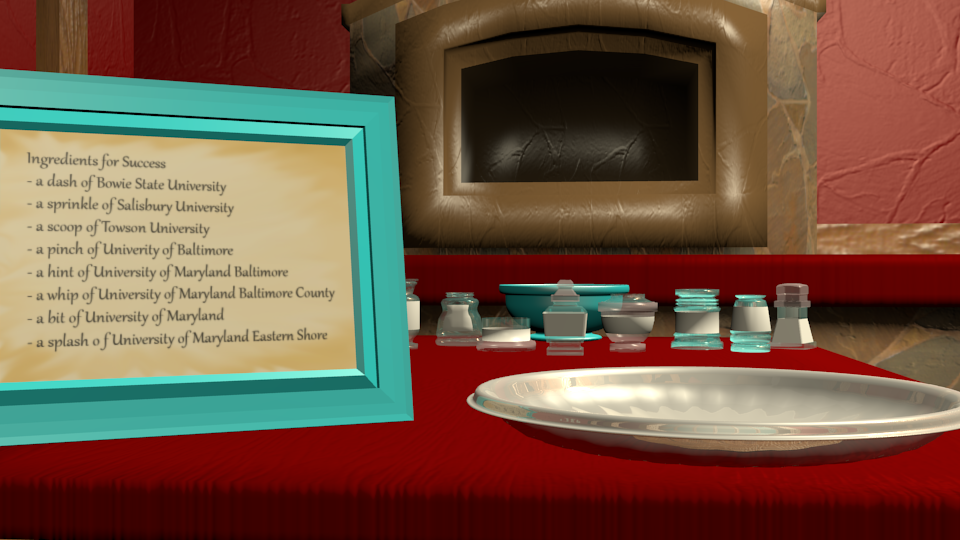 Ingredients for Success
- a dash of Bowie State University
- a sprinkle of Salisbury University
- a scoop of Towson University
- a pinch of Univerity of Baltimore
- a hint of University of Maryland Baltimore
- a whip of University of Maryland Baltimore County
- a bit of University of Maryland
- a splash o f University of Maryland Eastern Shore